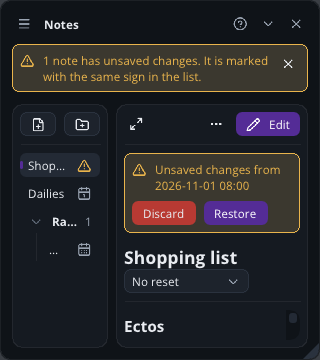 Notes
1 note has unsaved changes. It is marked
with the same sign in the list.
Edit
Shop...
Dailies
Ra... 1
...
Unsaved changes from
2026-11-01 08:00
Discard Restore
Shopping list
No reset
Ectos